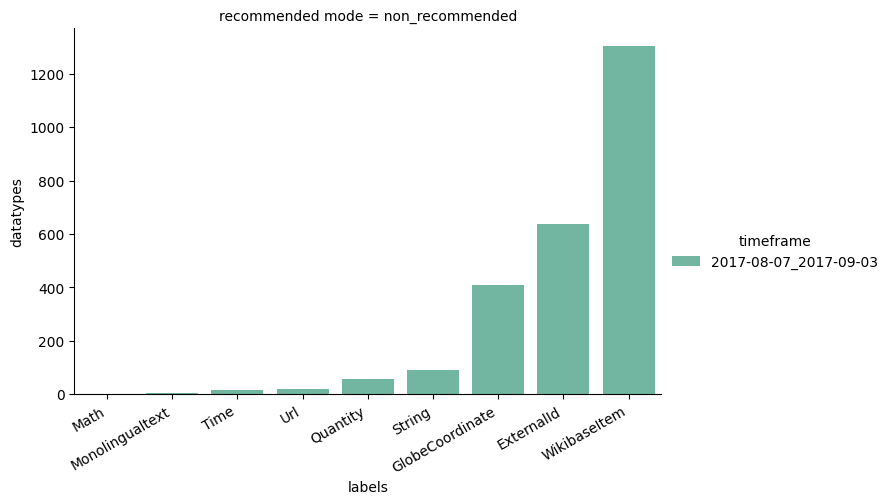 recommended mode = non_recommended
datatypes
1200
1000
800
600
400
200
0
Math
Monolingualtext
Time
Url
Quantity
String
GlobeCoordinate
ExternalId
WikibaseItem
labels
timeframe
2017-08-07_2017-09-03